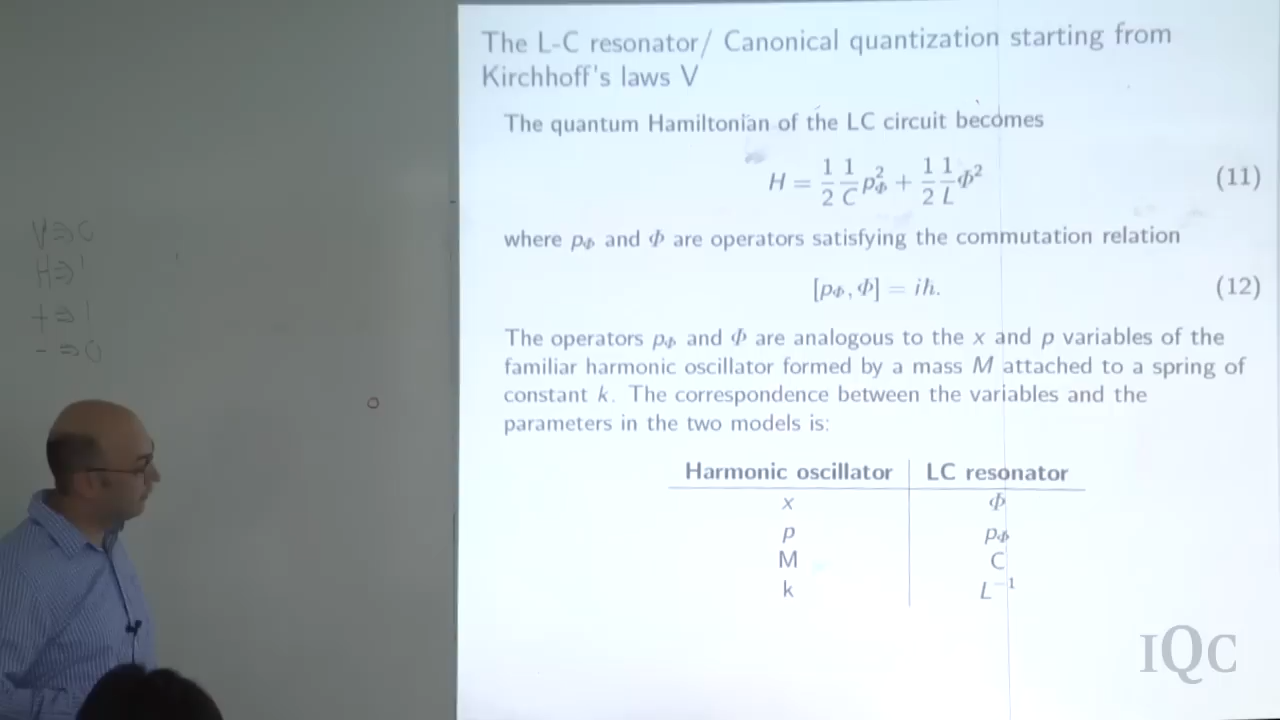 The L-C resonator/ Canonical quantization starting from
Kirchhoff's laws V
The quantum Hamiltonian of the LC circuit becomes
H = 1/2 1/C p_Φ^2 + 1/2 1/L Φ^2 (11)
where p_Φ and Φ are operators satisfying the commutation relation
[p_Φ, Φ] = iħ. (12)
The operators p_Φ and Φ are analogous to the x and p variables of the
familiar harmonic oscillator formed by a mass M attached to a spring of
constant k. The correspondence between the variables and the
parameters in the two models is:
Harmonic oscillator LC resonator
x Φ
p p_Φ
M C
k L^-1
IQC
V⇒0
H⇒1
+⇒1
-⇒0